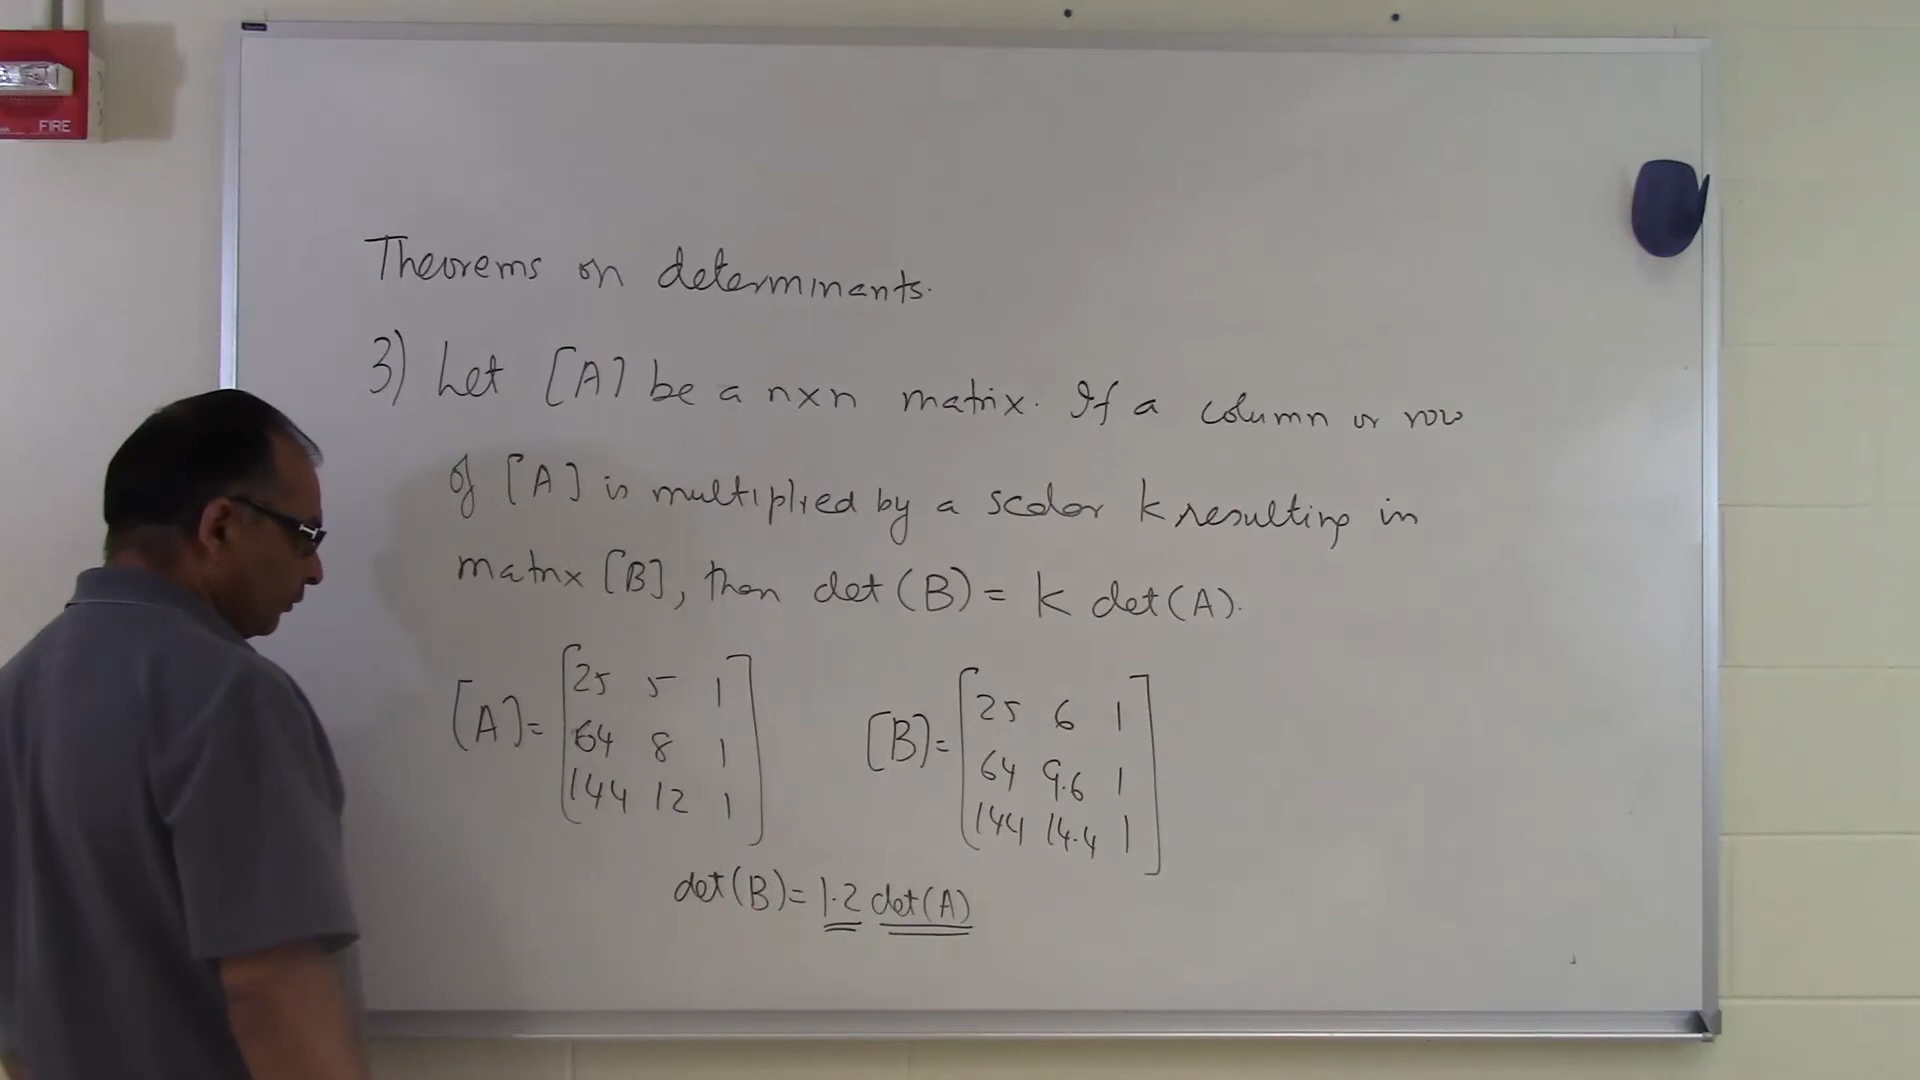 FIRE
Theorems on determinants.
3) Let [A] be a n×n matrix. If a column or row
of [A] is multiplied by a scalar k resulting in
matrix [B], then det(B) = k det(A).
[A] = [25 5 1
64 8 1
144 12 1]
[B] = [25 6 1
64 9.6 1
144 14.4 1]
det(B) = 1.2 det(A)